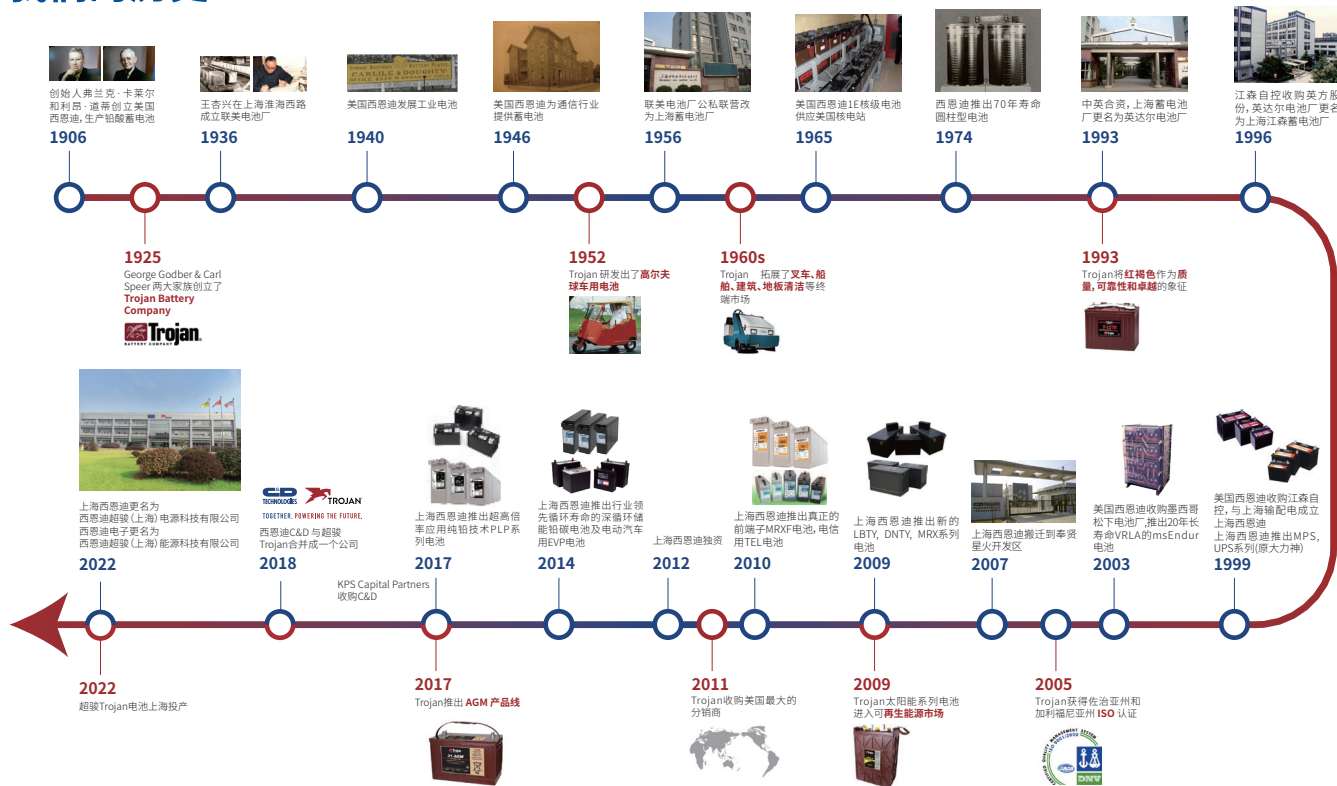 创始人弗兰克·卡莱尔
和利昂·道蒂创立美国
西恩迪,生产铅酸蓄电池
1906
王杏兴在上海淮海西路
成立联美电池厂
1936
美国西恩迪发展工业电池
1940
美国西恩迪为通信行业
提供蓄电池
1946
联美电池厂公私联营改
为上海蓄电池厂
1956
美国西恩迪1E核级电池
供应美国核电站
1965
西恩迪推出70年寿命
圆柱型电池
1974
中英合资,上海蓄电池
厂更名为英达尔电池厂
1993
江森自控收购英方股
份,英达尔电池厂更名
为上海江森蓄电池厂
1996
1925
George Godber & Carl
Speer 两大家族创立了
Trojan Battery
Company
Trojan
BATTERY COMPANY
1952
Trojan 研发出了高尔夫
球车用电池
1960s
Trojan 拓展了叉车、船
舶、建筑、地板清洁等终
端市场
1993
Trojan将红褐色作为质
量,可靠性和卓越的象征
上海西恩迪更名为
西恩迪超骏(上海)电源科技有限公司
西恩迪电子更名为
西恩迪超骏(上海)能源科技有限公司
2022
C&D
TECHNOLOGIES
TROJAN
TOGETHER, POWERING THE FUTURE.
西恩迪C&D 与超骏
Trojan合并成一个公司
2018
KPS Capital Partners
收购C&D
上海西恩迪推出超高倍
率应用纯铅技术PLP系
列电池
2017
上海西恩迪推出行业领
先循环寿命的深循环储
能铅碳电池及电动汽车
用EVP电池
2014
上海西恩迪独资
2012
上海西恩迪推出真正的
前端子MRXF电池,电信
用TEL电池
2010
上海西恩迪推出新的
LBTY, DNTY, MRX系列
电池
2009
上海西恩迪搬迁到奉贤
星火开发区
2007
美国西恩迪收购墨西哥
松下电池厂,推出20年长
寿命VRLA的msEndur
电池
2003
美国西恩迪收购江森自
控,与上海输配电成立
上海西恩迪
上海西恩迪推出MPS,
UPS系列(原大力神)
1999
2022
超骏Trojan电池上海投产
2017
Trojan推出 AGM 产品线
2011
Trojan收购美国最大的
分销商
2009
Trojan太阳能系列电池
进入可再生能源市场
2005
Trojan获得佐治亚州和
加利福尼亚州 ISO 认证
DNV